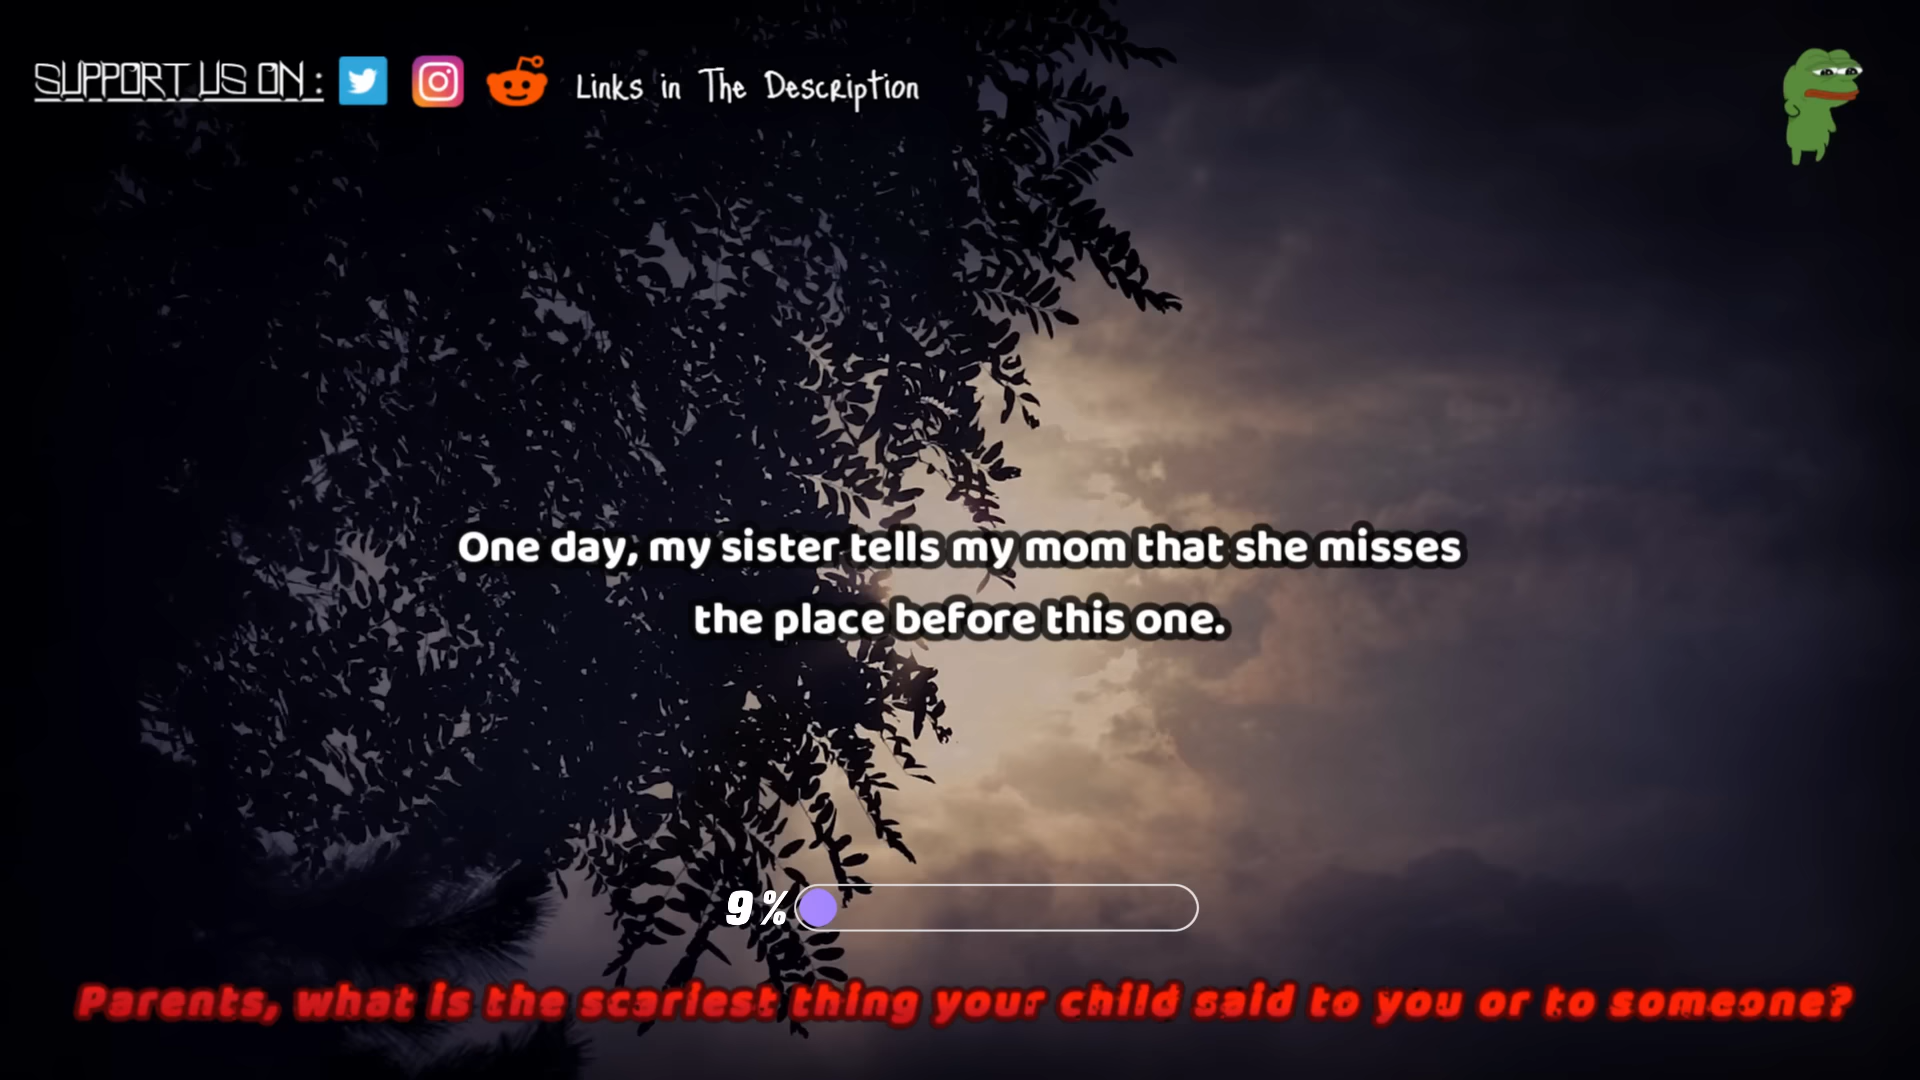 SUPPORT US ON : Links in The Description
One day, my sister tells my mom that she misses
the place before this one.
9%
Parents, what is the scariest thing your child said to you or to someone?